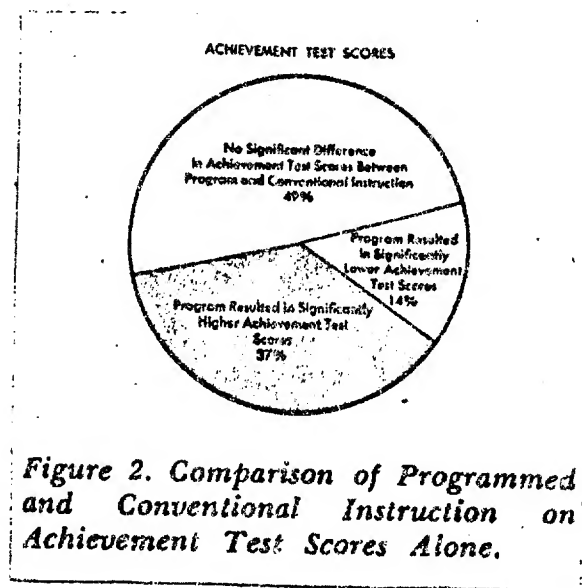 ACHIEVEMENT TEST SCORES
No Significant Difference
In Achievement Test Scores Between
Program and Conventional Instruction
49%
Program Resulted
In Significantly
Lower Achievement
Test Scores
14%
Program Resulted In Significantly
Higher Achievement Test
Scores
37%
Figure 2. Comparison of Programmed
and Conventional Instruction on
Achievement Test Scores Alone.